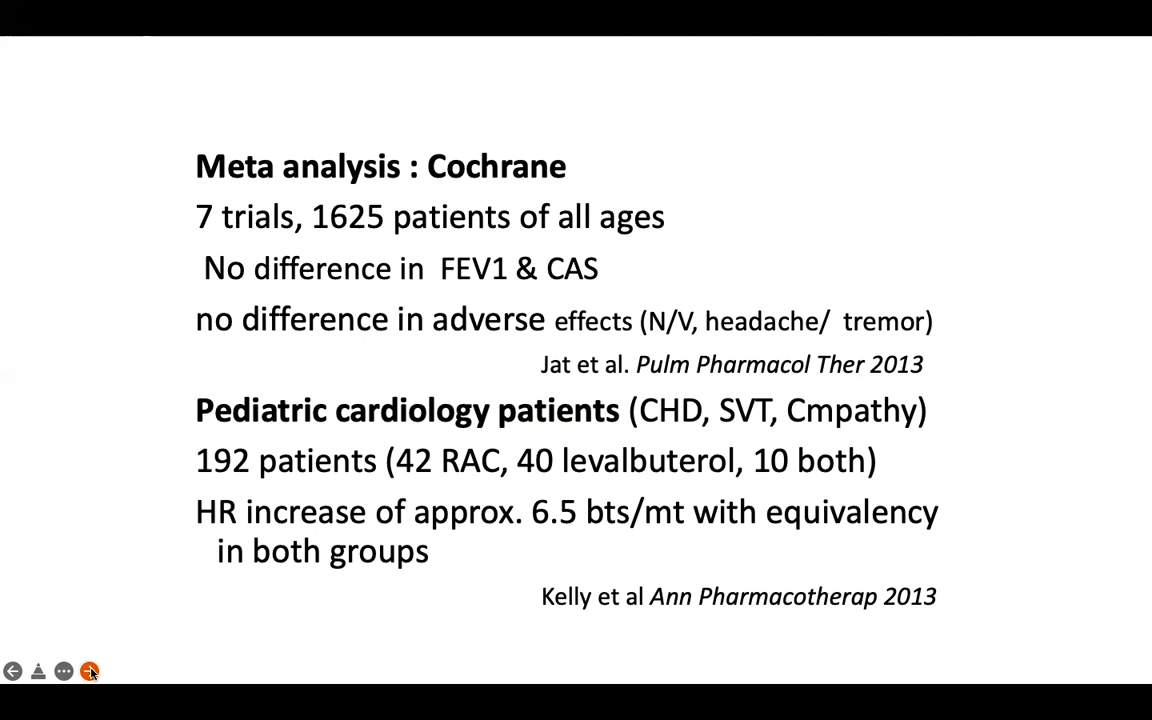 Meta analysis : Cochrane
7 trials, 1625 patients of all ages
No difference in FEV1 & CAS
no difference in adverse effects (N/V, headache/ tremor)
Jat et al. Pulm Pharmacol Ther 2013
Pediatric cardiology patients (CHD, SVT, Cmpathy)
192 patients (42 RAC, 40 levalbuterol, 10 both)
HR increase of approx. 6.5 bts/mt with equivalency
in both groups
Kelly et al Ann Pharmacotherap 2013